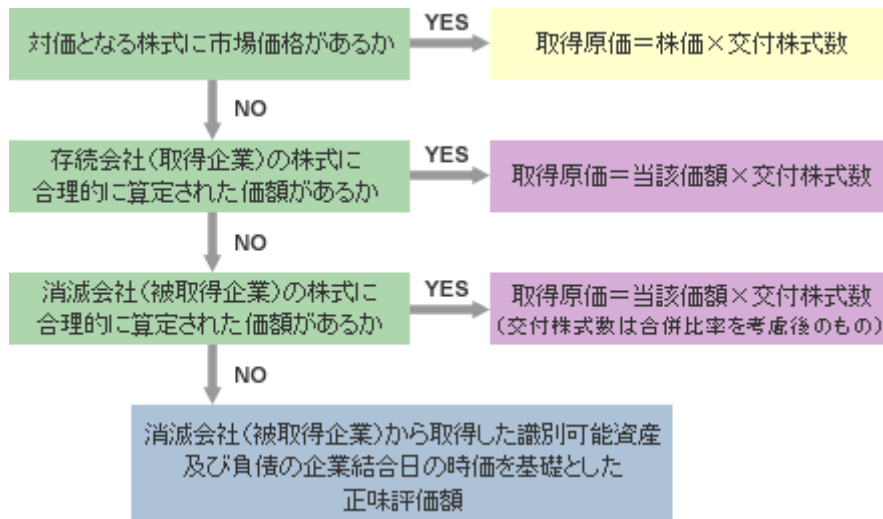 対価となる株式に市場価格があるか
YES
取得原価=株価×交付株式数
NO
存続会社(取得企業)の株式に
合理的に算定された価額があるか
YES
取得原価=当該価額×交付株式数
NO
消滅会社(被取得企業)の株式に
合理的に算定された価額があるか
YES
取得原価=当該価額×交付株式数
(交付株式数は合併比率を考慮後のもの)
NO
消滅会社(被取得企業)から取得した識別可能資産
及び負債の企業結合日の時価を基礎とした
正味評価額